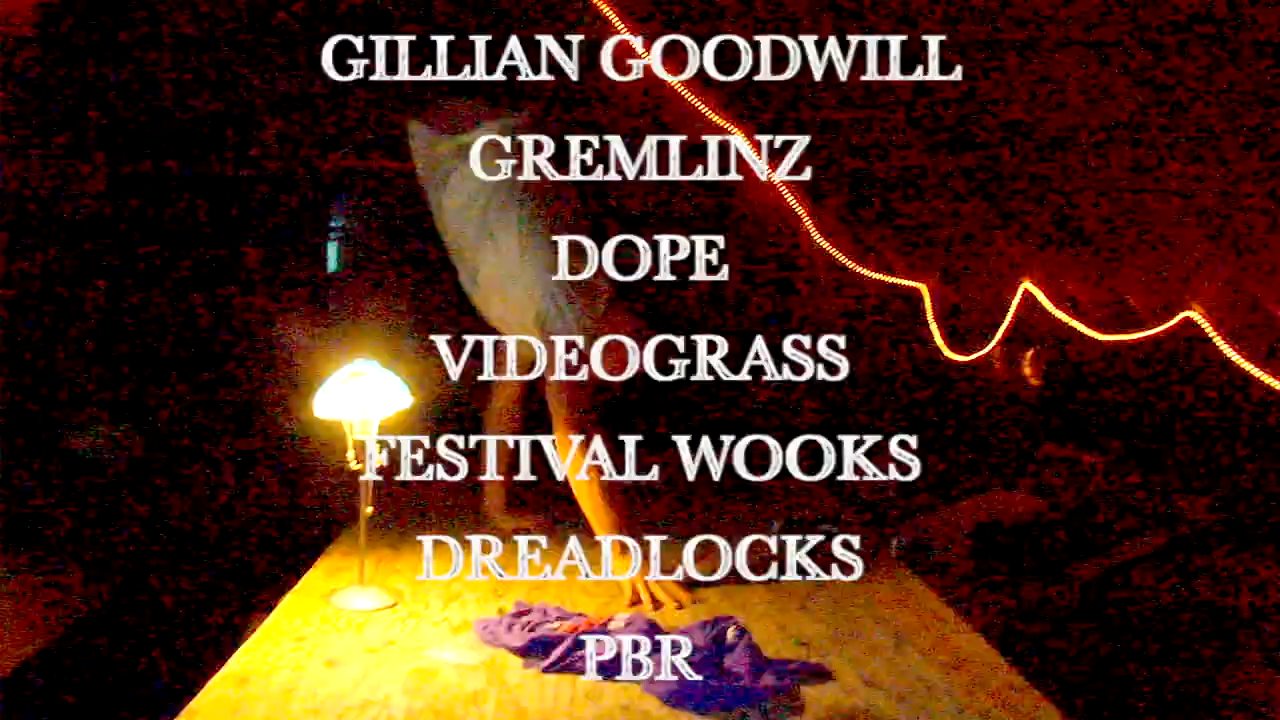 GILLIAN GOODWILL
GREMLINZ
DOPE
VIDEOGRASS
FESTIVAL WOOKS
DREADLOCKS
PBR